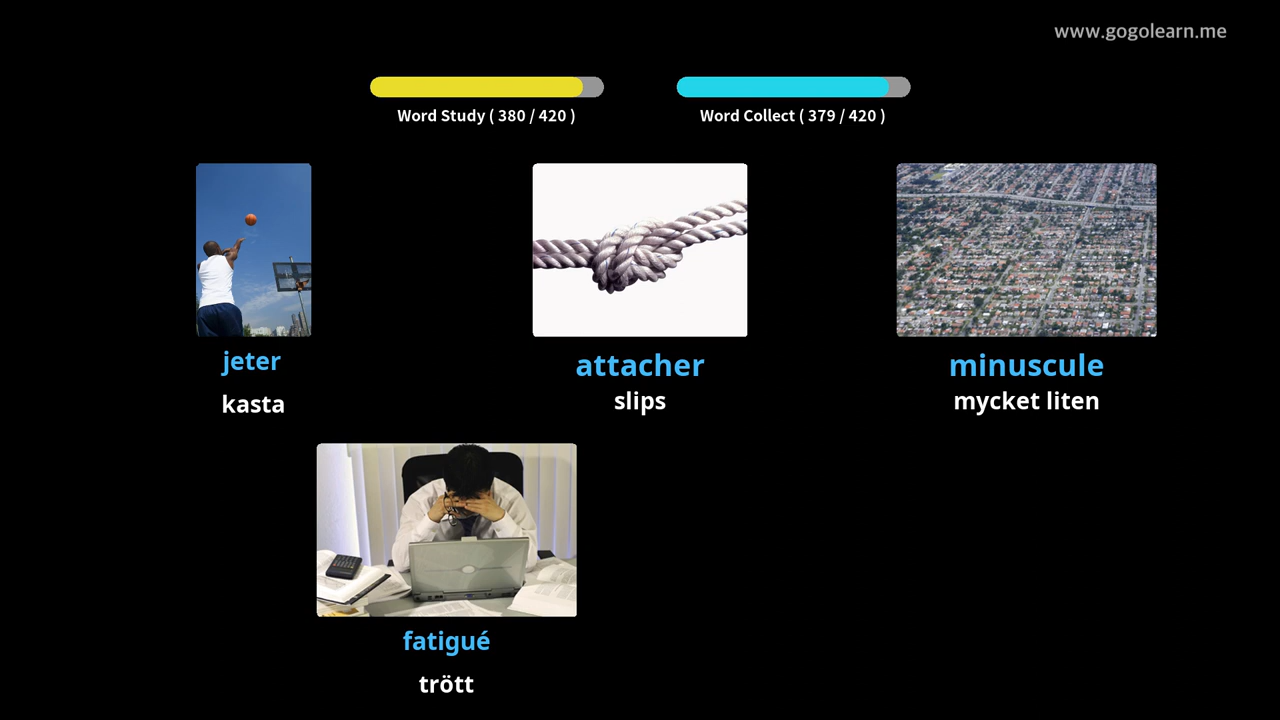 www.gogolearn.me
Word Study ( 380 / 420 )
Word Collect ( 379 / 420 )
jeter
kasta
attacher
slips
minuscule
mycket liten
fatigué
trött